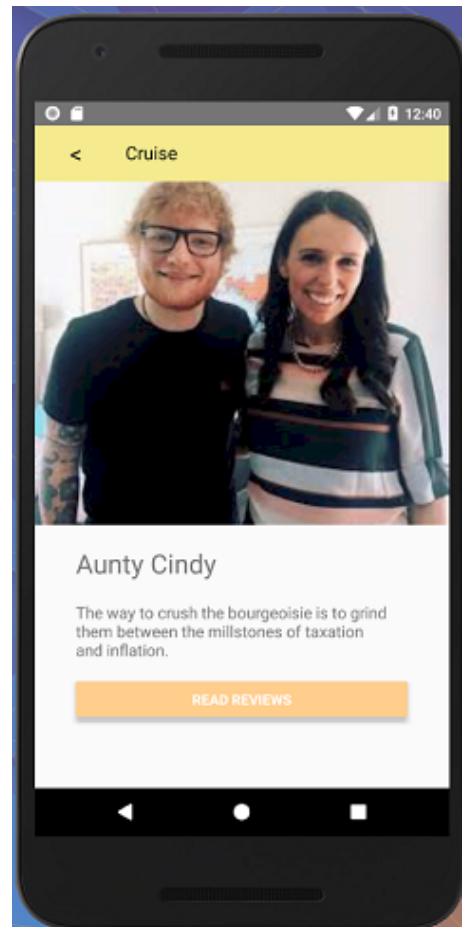 12:40
< Cruise
Aunty Cindy
The way to crush the bourgeoisie is to grind
them between the millstones of taxation
and inflation.
READ REVIEWS